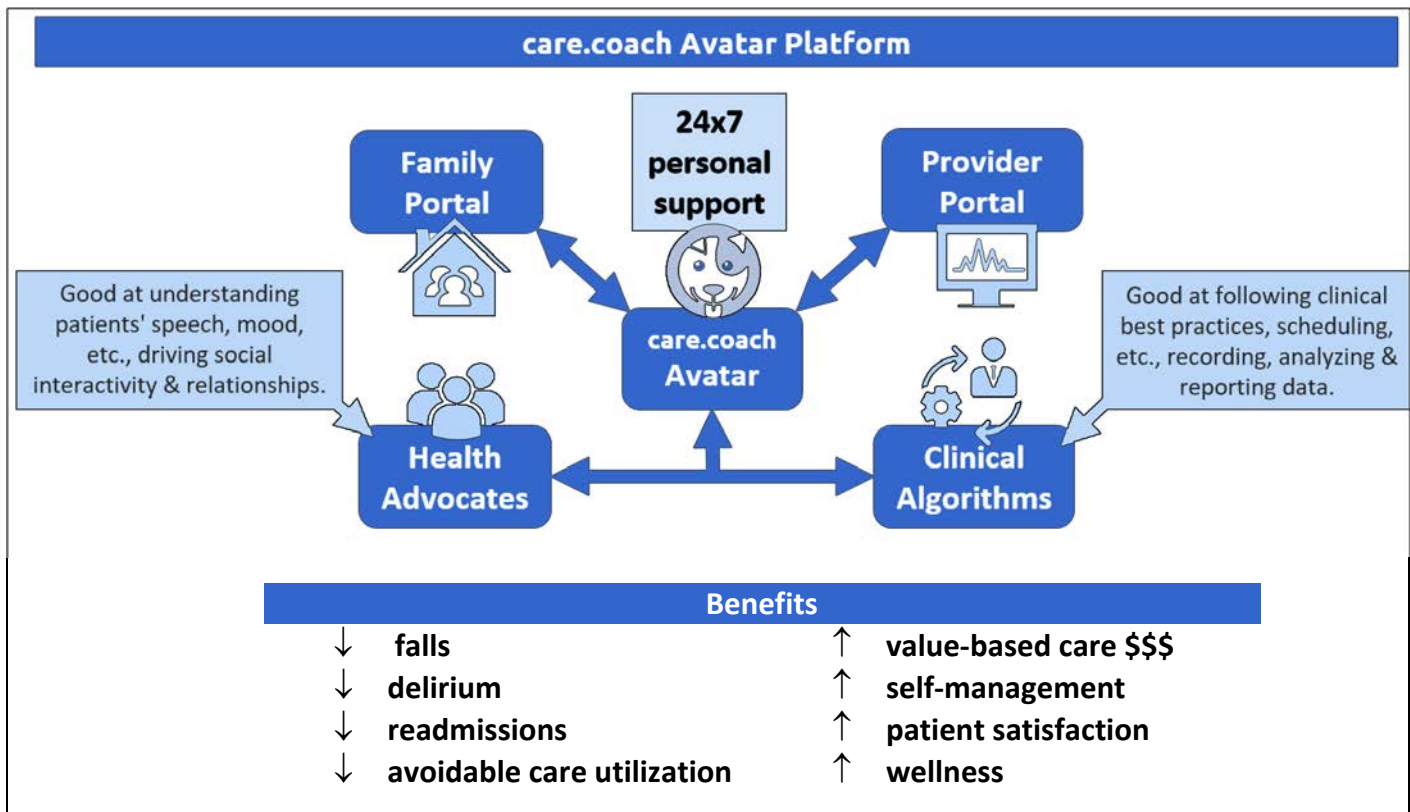 care.coach Avatar Platform
24x7
personal
support
Family
Portal
Provider
Portal
Good at understanding
patients' speech, mood,
etc., driving social
interactivity & relationships.
Good at following clinical
best practices, scheduling,
etc., recording, analyzing &
reporting data.
care.coach
Avatar
Health
Advocates
Clinical
Algorithms
Benefits
↓ falls
↑ value-based care $$$
↓ delirium
↑ self-management
↓ readmissions
↑ patient satisfaction
↓ avoidable care utilization
↑ wellness